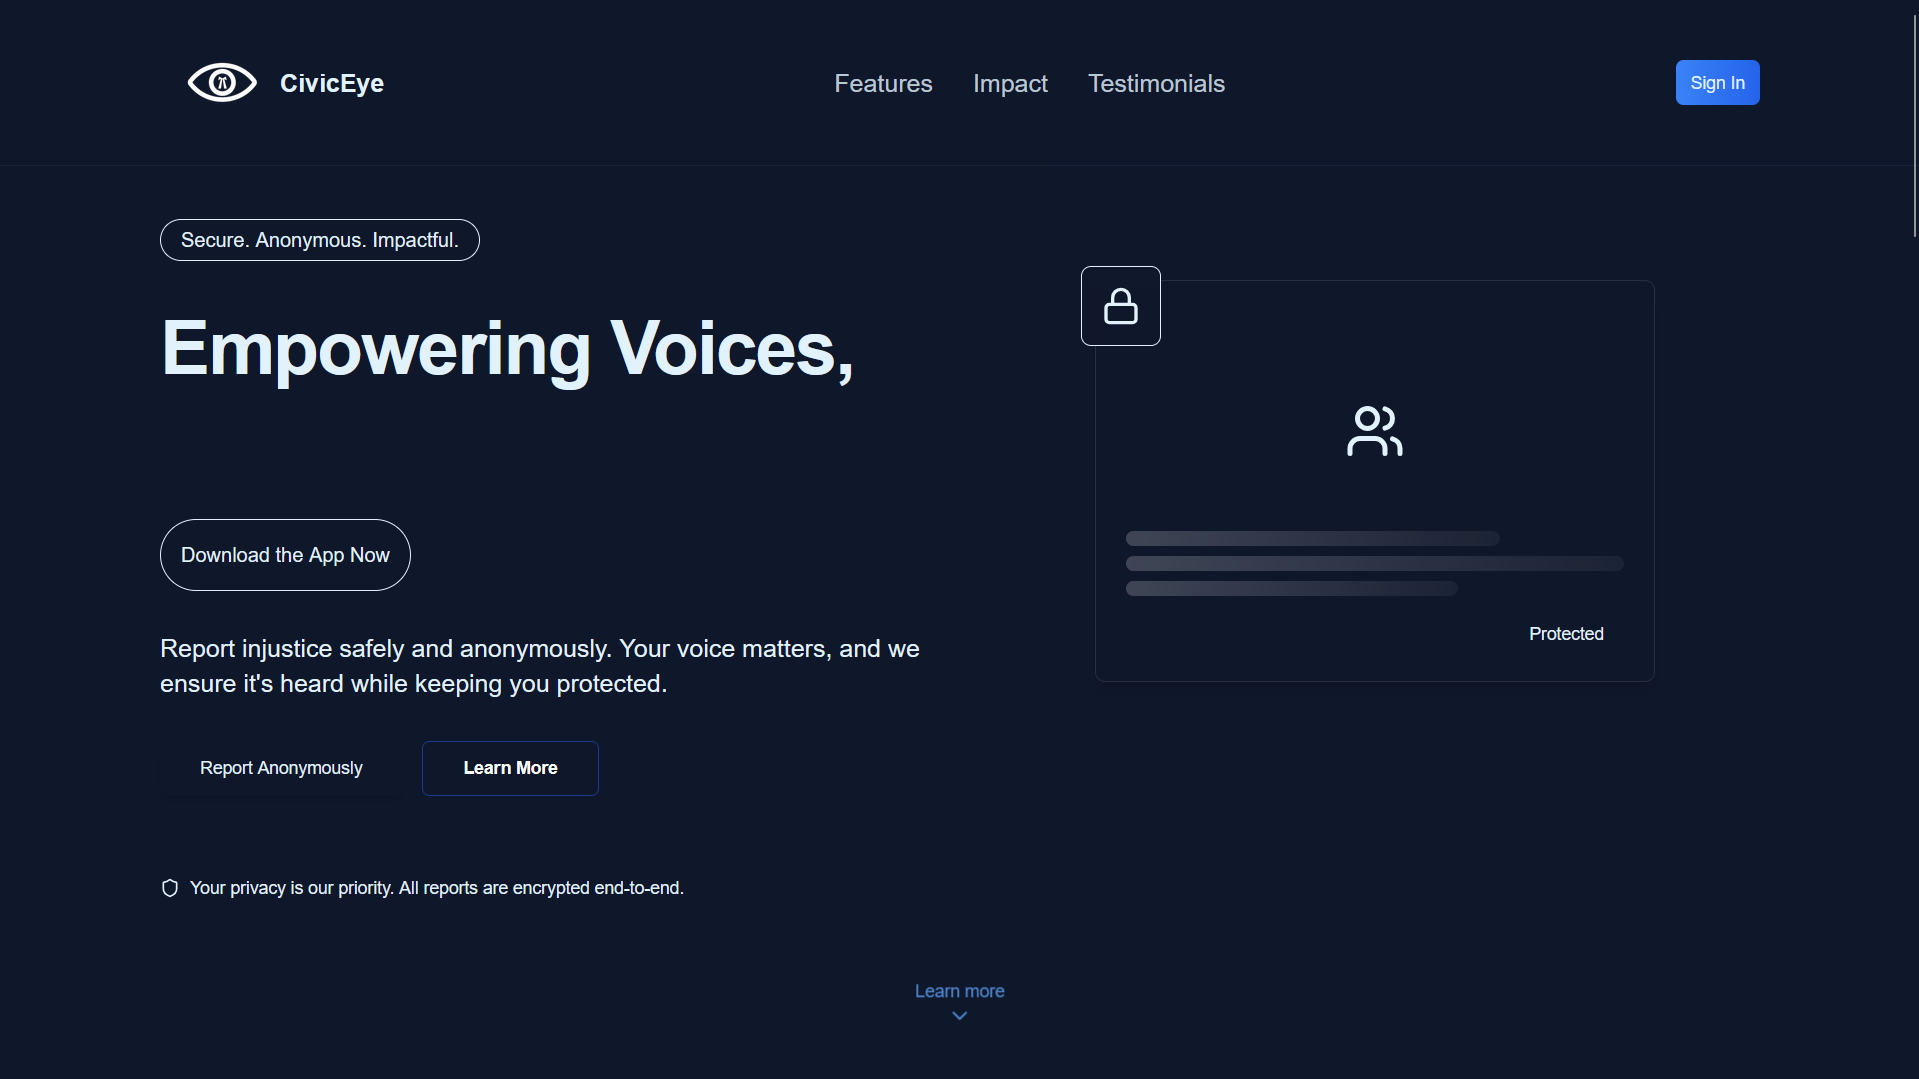 CivicEye
Features
Impact
Testimonials
Sign In
Secure. Anonymous. Impactful.
Empowering Voices,
Download the App Now
Report injustice safely and anonymously. Your voice matters, and we
ensure it's heard while keeping you protected.
Report Anonymously
Learn More
Your privacy is our priority. All reports are encrypted end-to-end.
Protected
Learn more